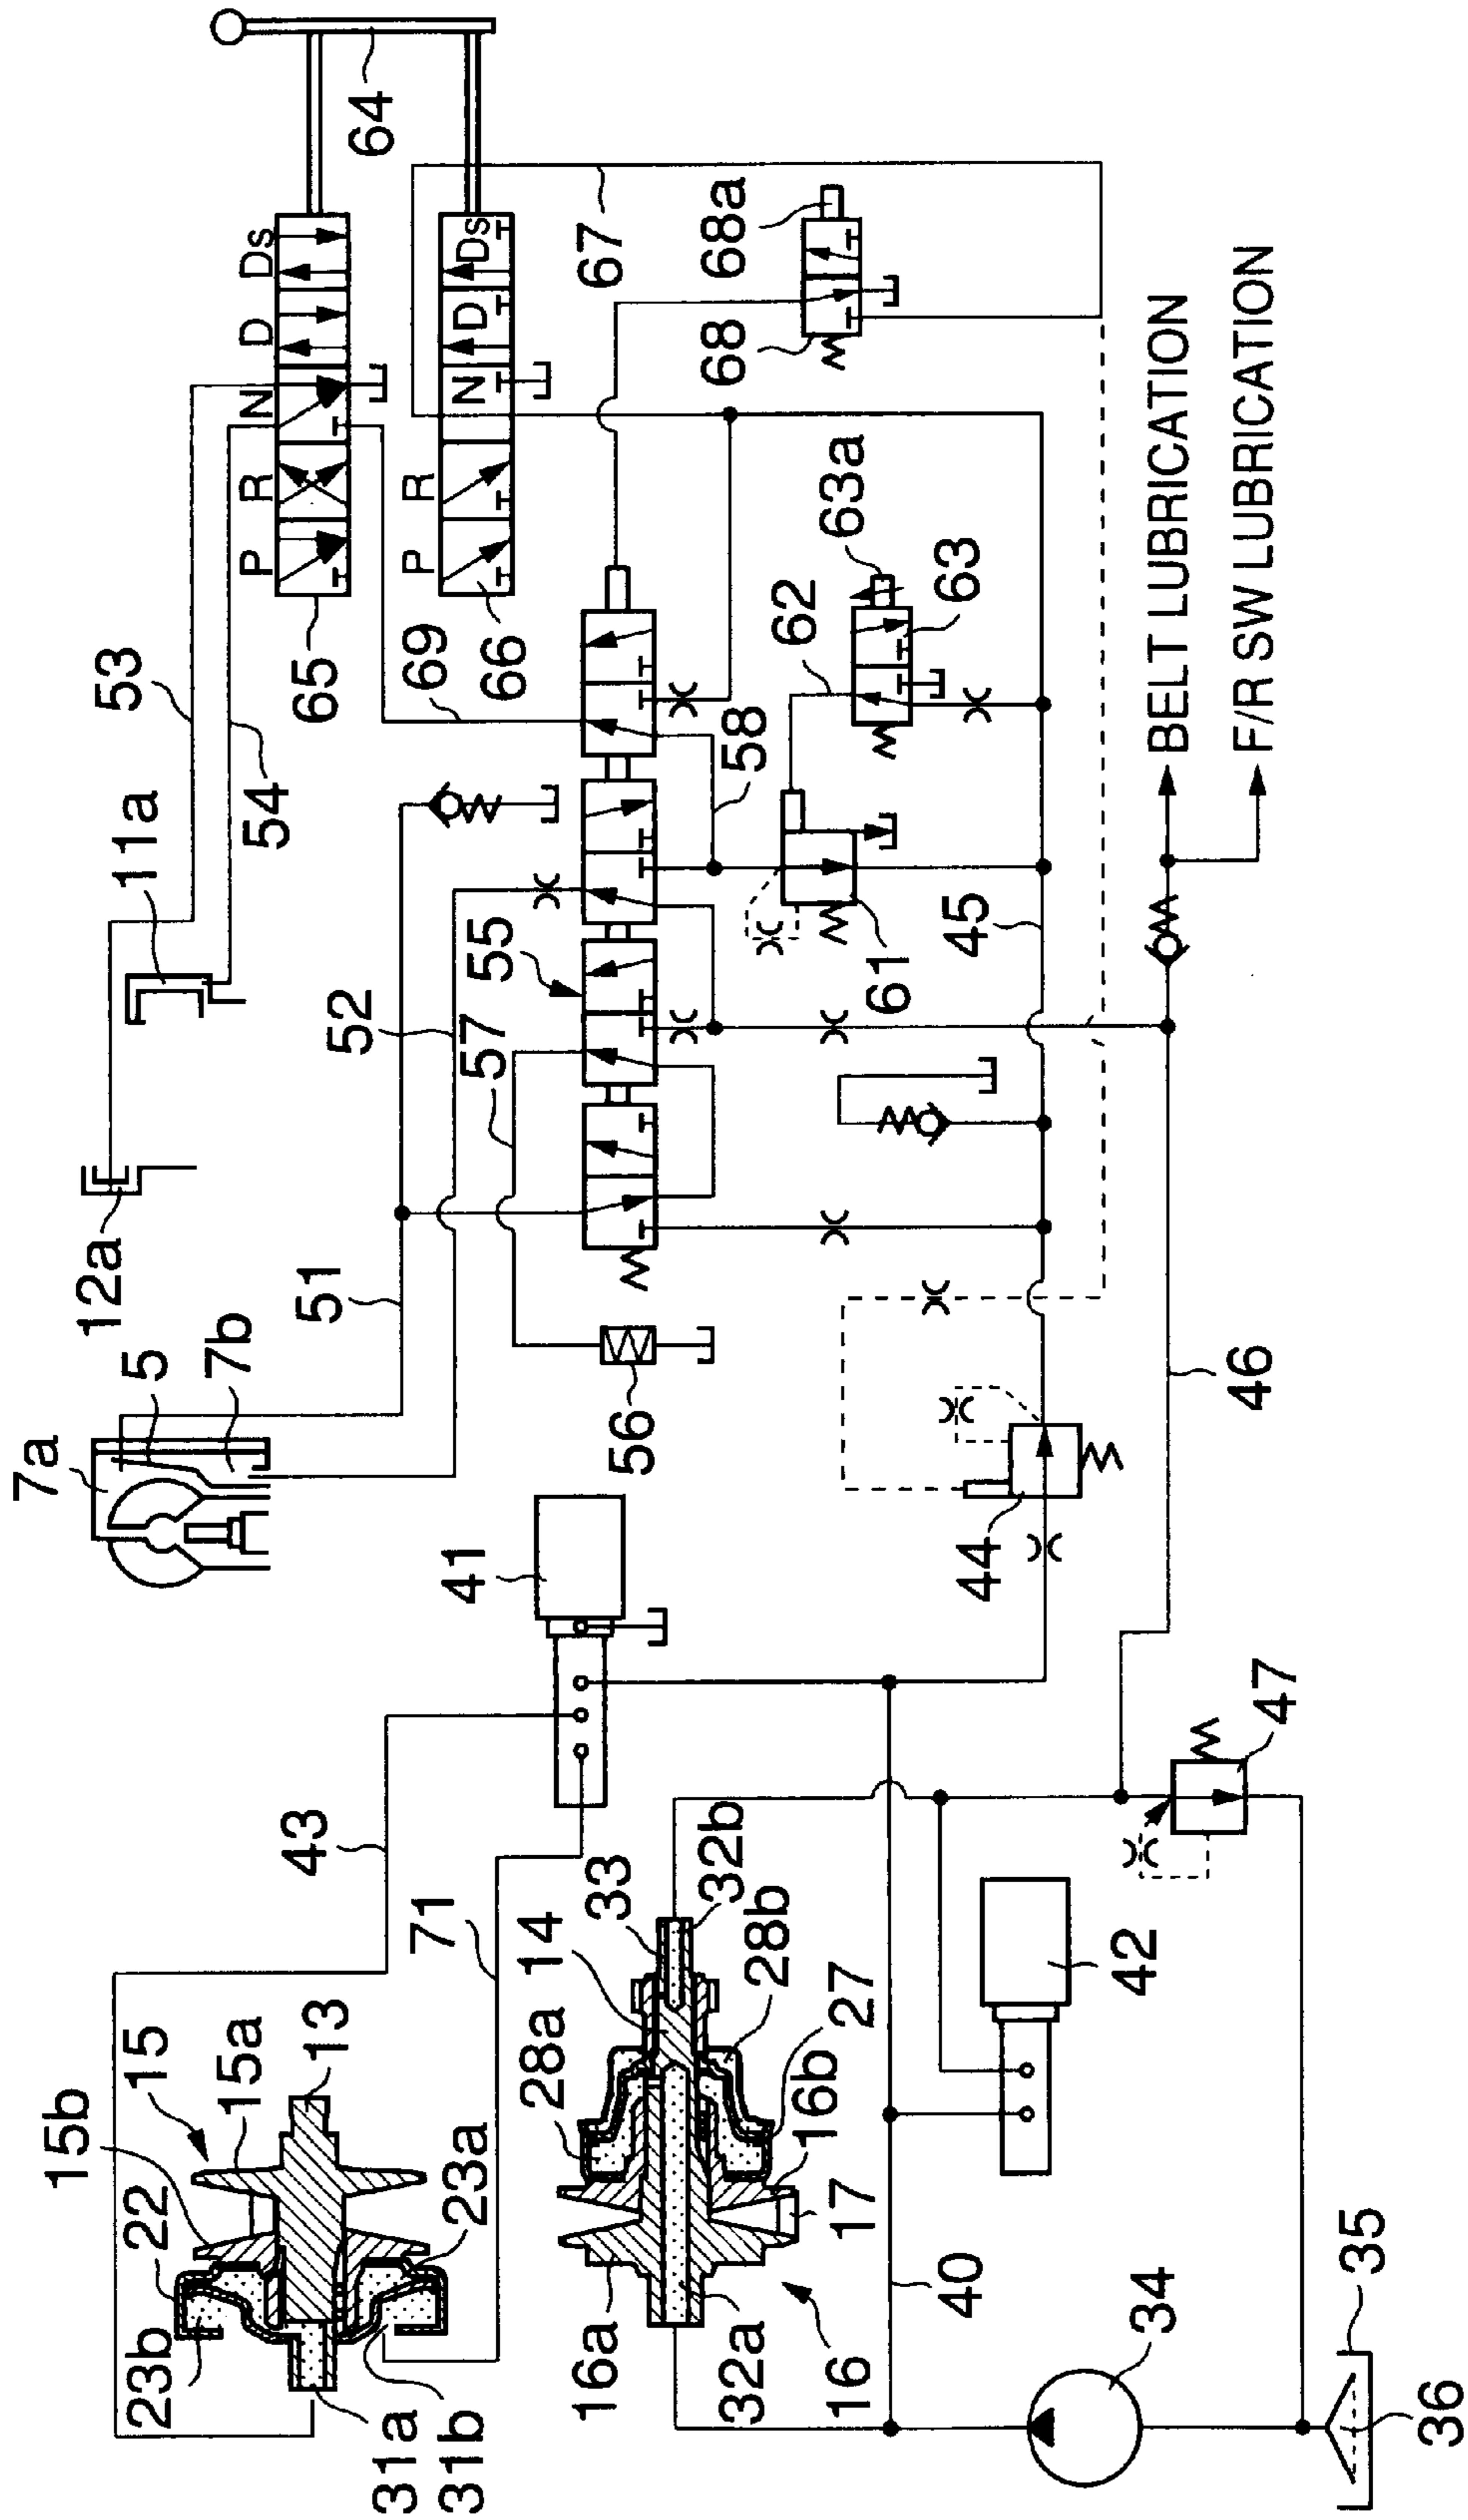 64
Ds
D
N
R
P
65
Ds
D
N
R
P
66
67
68a
68
53
54
69
11a
12a
58
62
63a
63
BELT LUBRICATION
F/R SW LUBRICATION
55
52
57
51
61
45
7a
5
7b
56
46
41
44
47
43
71
33
32b
14
28b
28a
27
42
16b
17
15
15a
13
15b
22
23a
23b
31a
31b
16a
32a
16
40
34
35
36